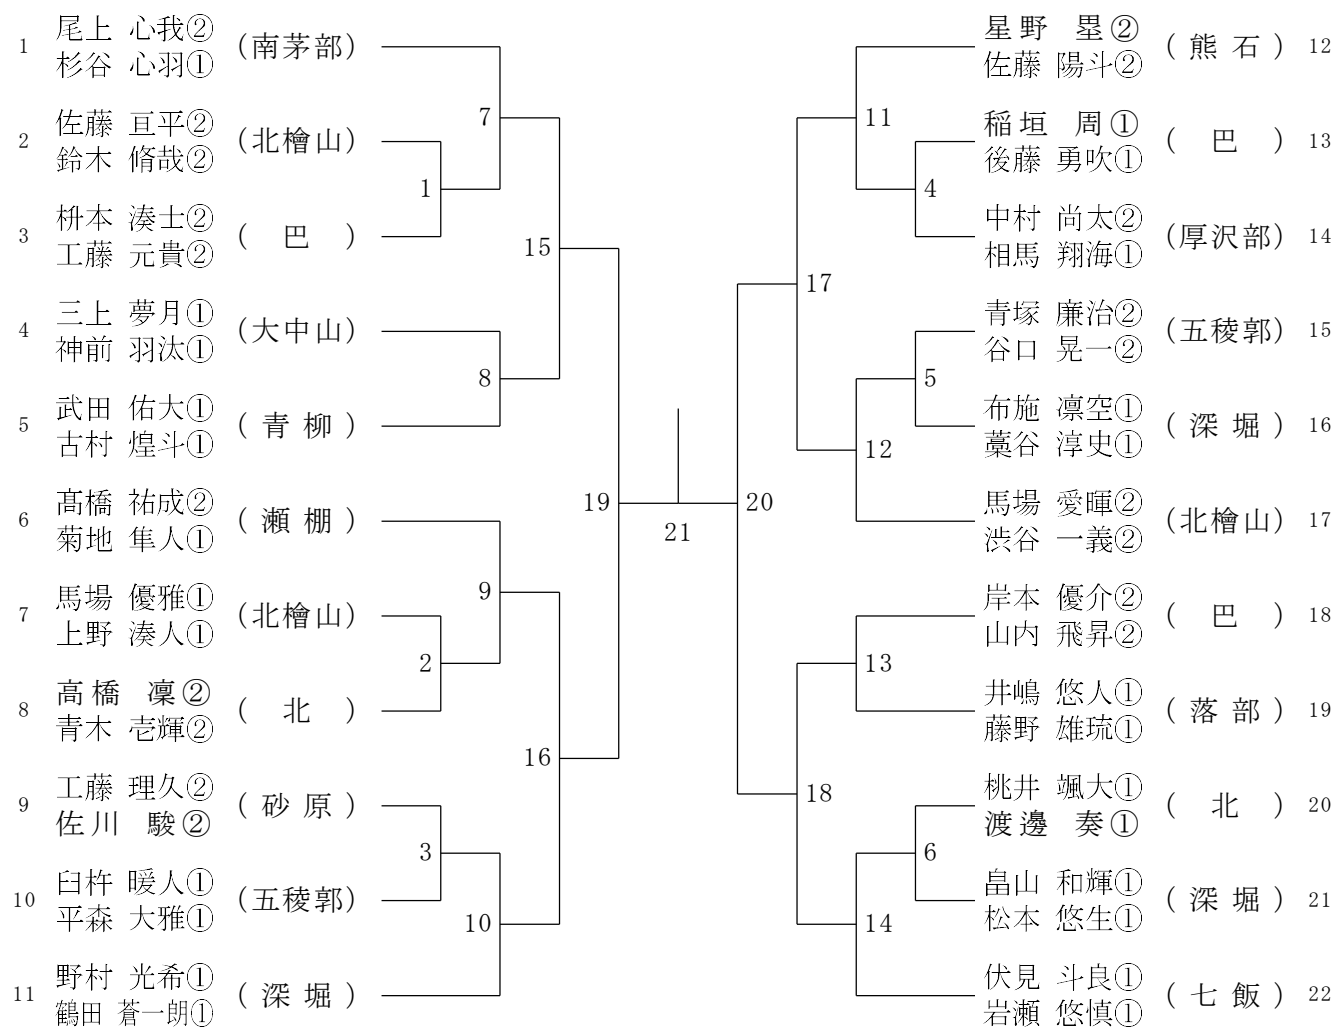 1 尾上 心我② (南茅部)
杉谷 心羽①
2 佐藤 亘平② (北檜山)
鈴木 脩哉②
3 枡本 湊士② ( 巴 )
工藤 元貴②
4 三上 夢月① (大中山)
神前 羽汰①
5 武田 佑大① ( 青 柳 )
古村 煌斗①
6 髙橋 祐成② ( 瀬 棚 )
菊地 隼人①
7 馬場 優雅① (北檜山)
上野 湊人①
8 高橋 凜② ( 北 )
青木 壱輝②
9 工藤 理久② ( 砂 原 )
佐川 駿②
10 臼杵 暖人① (五稜郭)
平森 大雅①
11 野村 光希① ( 深 堀 )
鶴田 蒼一朗①
7
1
15
8
19
9
2
16
3
10
21
20
11
4
17
5
12
13
18
6
14
星野 塁② ( 熊 石 ) 12
佐藤 陽斗②
稲垣 周① ( 巴 ) 13
後藤 勇吹①
中村 尚太② (厚沢部) 14
相馬 翔海①
青塚 廉治② (五稜郭) 15
谷口 晃一②
布施 凛空① ( 深 堀 ) 16
藁谷 淳史①
馬場 愛暉② (北檜山) 17
渋谷 一義②
岸本 優介② ( 巴 ) 18
山内 飛昇②
井嶋 悠人① ( 落 部 ) 19
藤野 雄琉①
桃井 颯大① ( 北 ) 20
渡邊 奏①
畠山 和輝① ( 深 堀 ) 21
松本 悠生①
伏見 斗良① ( 七 飯 ) 22
岩瀬 悠慎①